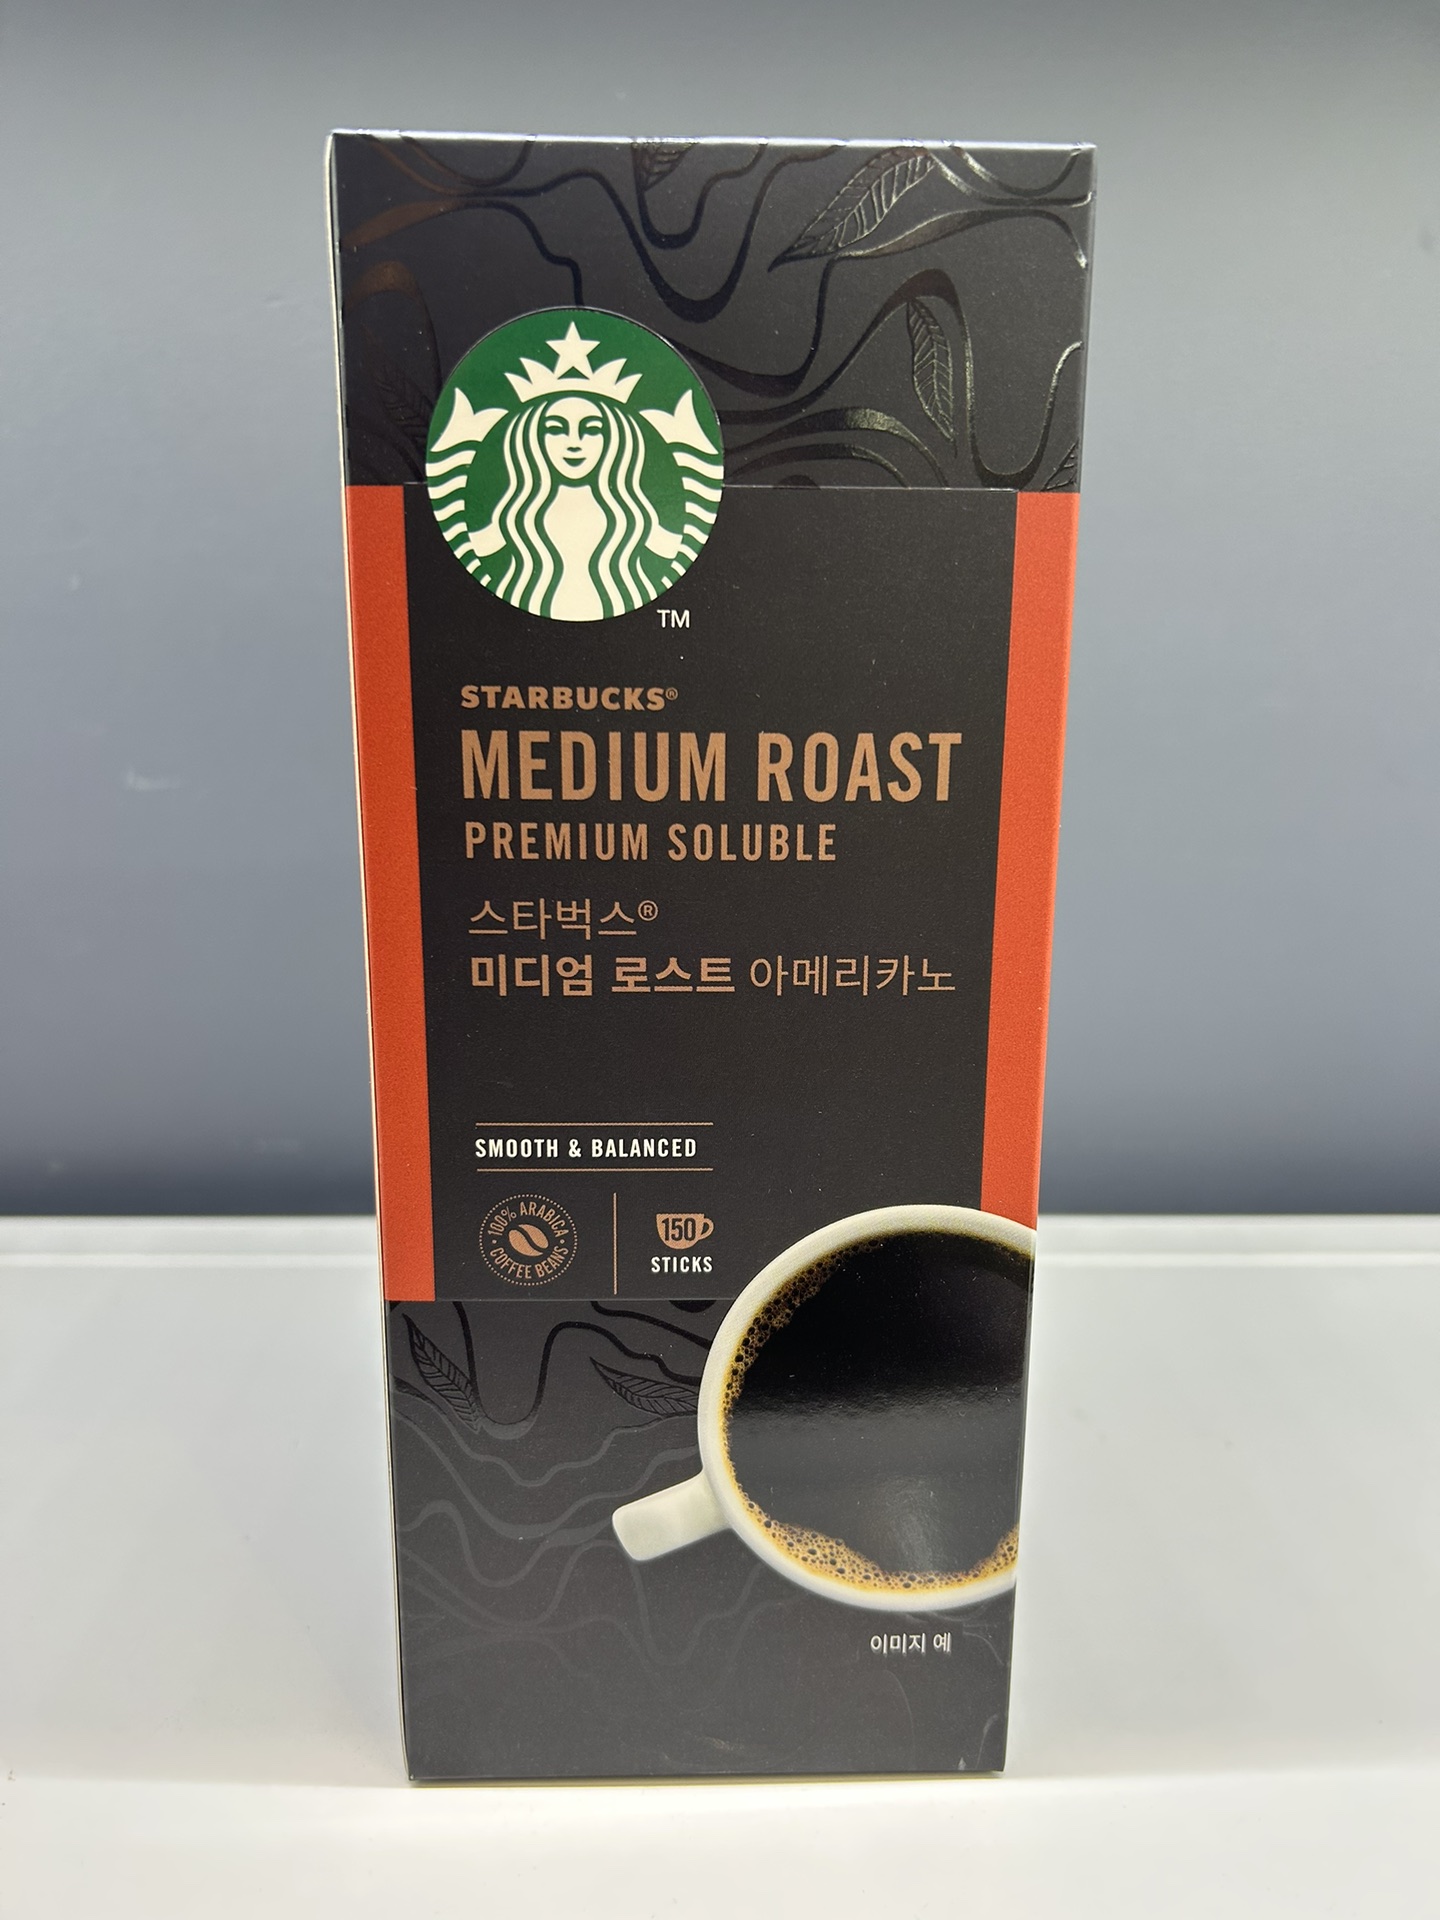 TM
STARBUCKS®
MEDIUM ROAST
PREMIUM SOLUBLE
스타벅스®
미디엄 로스트 아메리카노
SMOOTH & BALANCED
100% ARABICA
COFFEE BEANS
150
STICKS
이미지 예